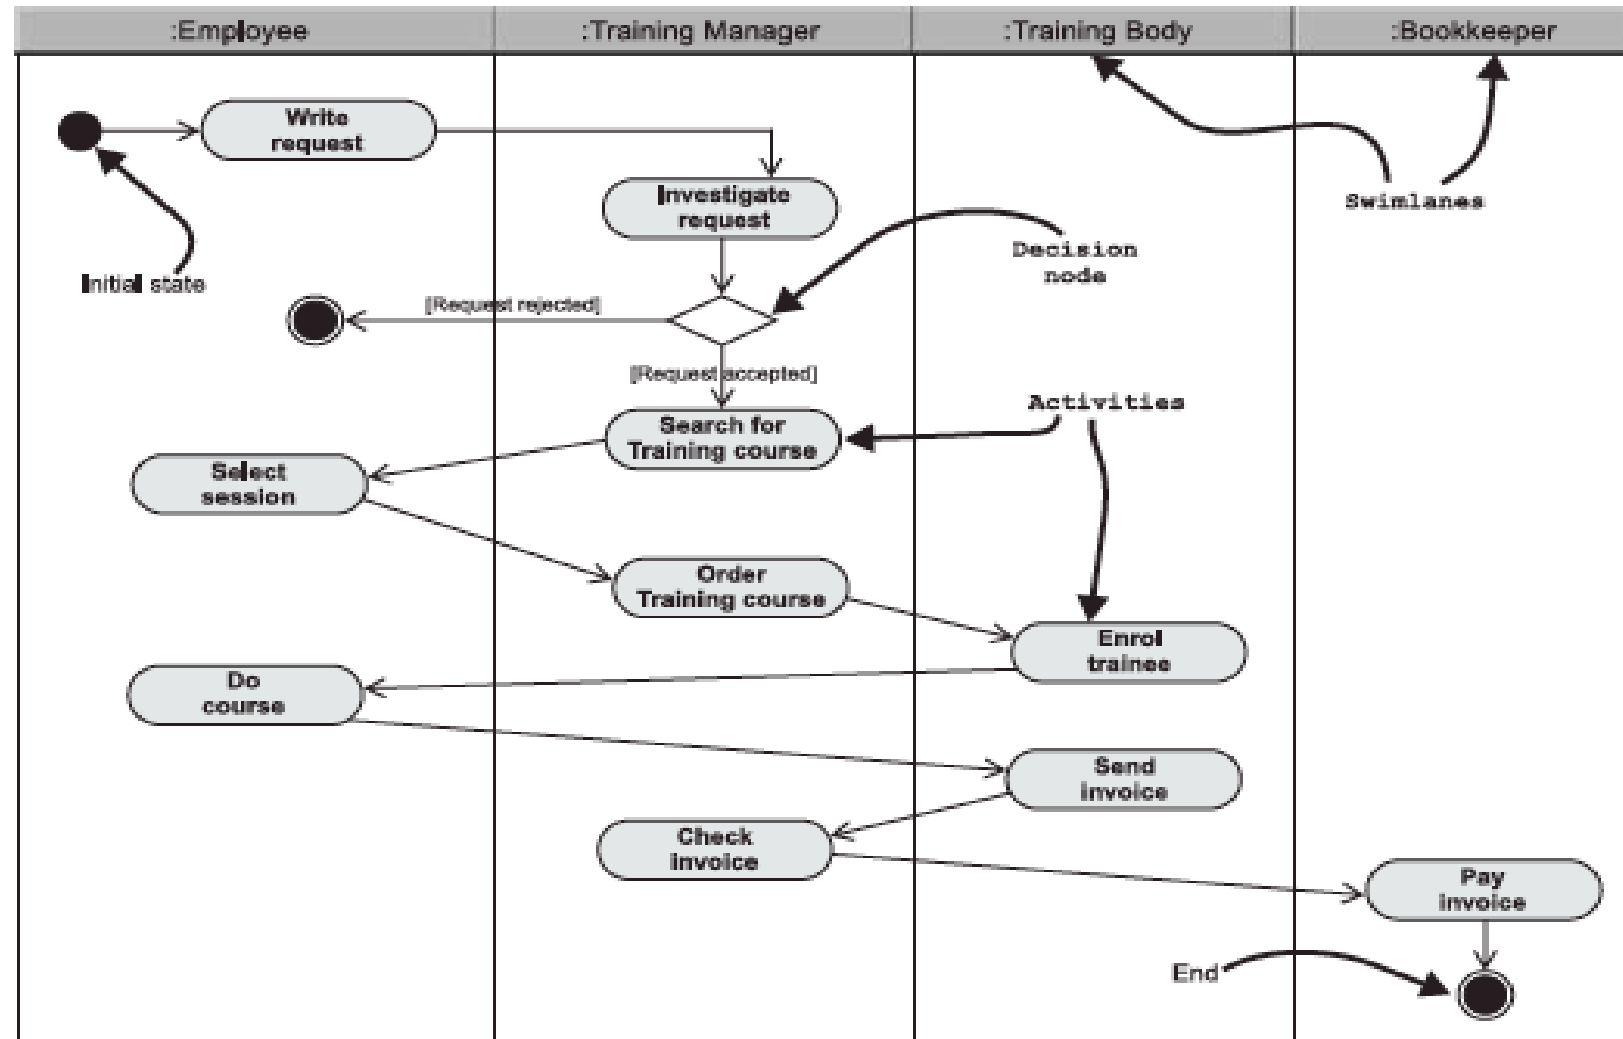 :Employee
:Training Manager
:Training Body
:Bookkeeper
Write
request
Investigate
request
Swimlanes
Decision
node
Initial state
[Request rejected]
[Request accepted]
Activities
Search for
Training course
Select
session
Order
Training course
Enrol
trainee
Do
course
Send
invoice
Check
invoice
Pay
invoice
End